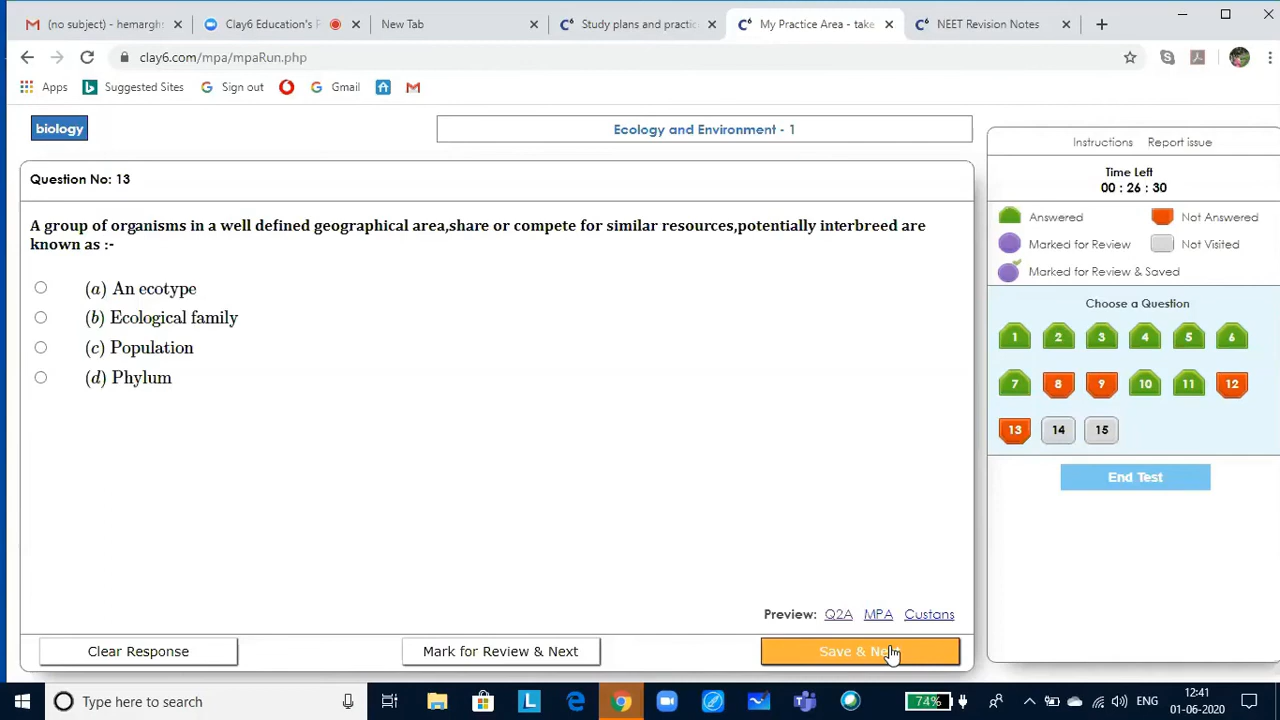 (no subject) - hemarghs
Clay6 Education's P
New Tab
Study plans and practic
My Practice Area - take
NEET Revision Notes
clay6.com/mpa/mpaRun.php
Apps
Suggested Sites
Sign out
Gmail
biology
Ecology and Environment - 1
Instructions Report issue
Question No: 13
Time Left
00 : 26 : 30
Answered
Not Answered
Marked for Review
Not Visited
Marked for Review & Saved
A group of organisms in a well defined geographical area,share or compete for similar resources,potentially interbreed are
known as :-
(a) An ecotype
(b) Ecological family
(c) Population
(d) Phylum
Choose a Question
1 2 3 4 5 6
7 8 9 10 11 12
13 14 15
End Test
Preview: Q2A MPA Custans
Clear Response
Mark for Review & Next
Save &
Type here to search
74%
ENG
12:41
01-06-2020